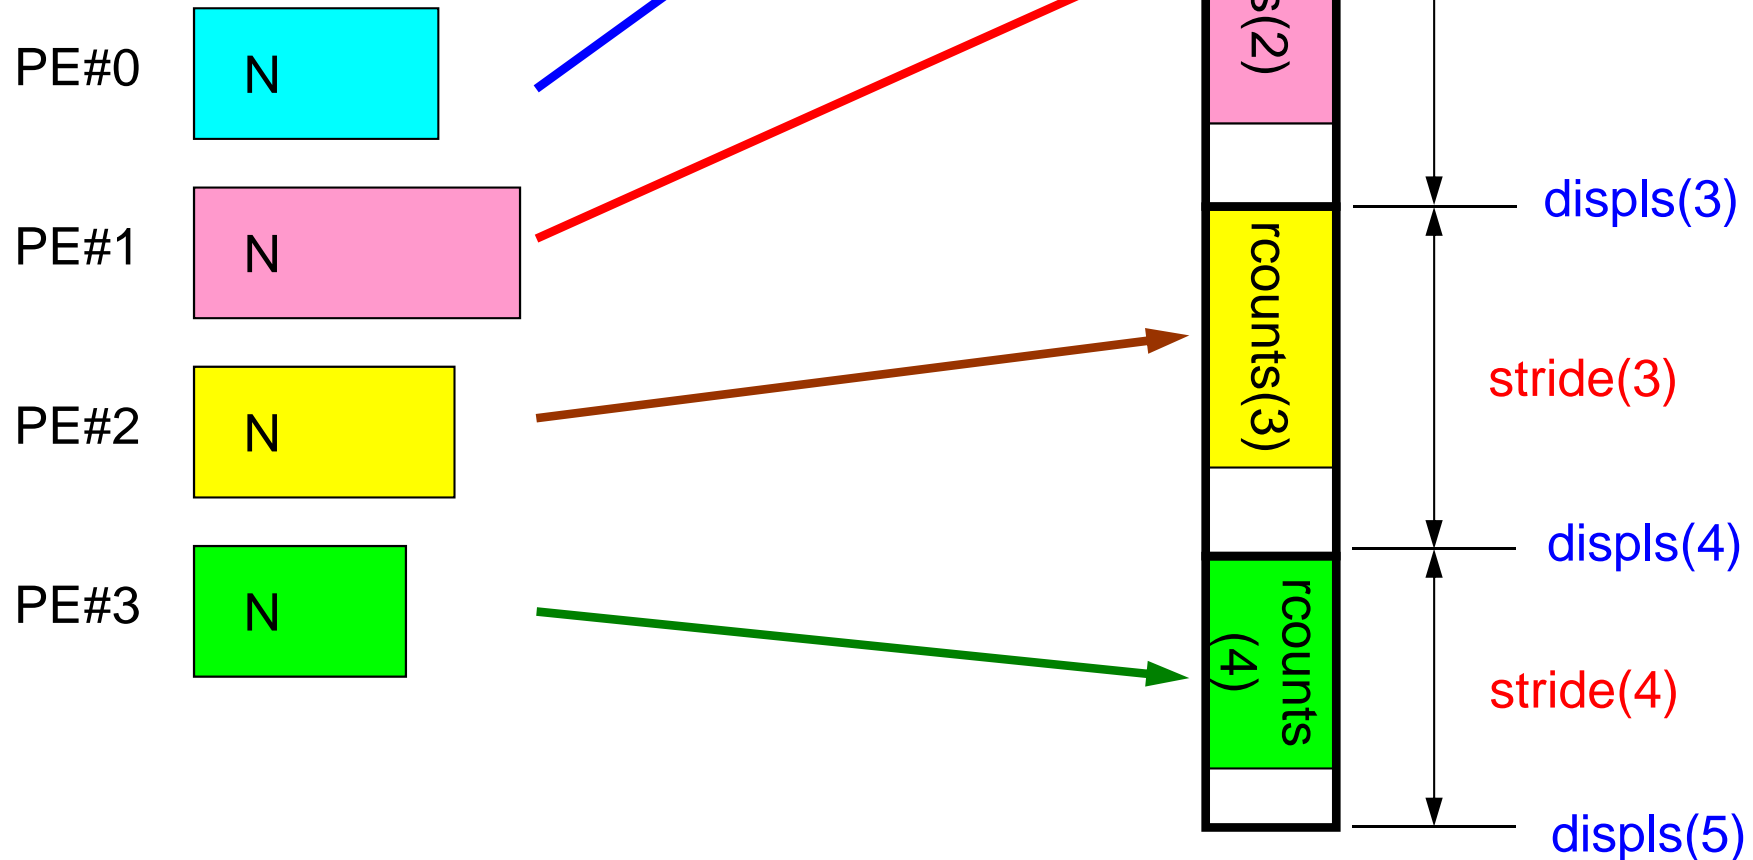 PE#0
N
PE#1
N
PE#2
N
PE#3
N
s(2)
rcounts(3)
rcounts
(4)
displs(3)
stride(3)
displs(4)
stride(4)
displs(5)